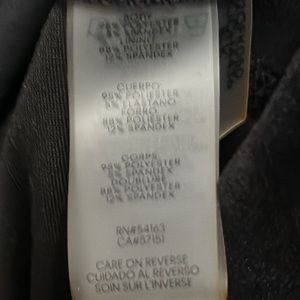 BODY
95% POLYESTER
5% SPANDEX
LINING
88% POLYESTER
12% SPANDEX
CUERPO:
95% POLIESTER
5% ELASTANO
FORRO
88% POLYESTER
12% SPANDEX
CORPS:
95% POLYESTER
5% SPANDEX
DOUBLURE
88% POLYESTER
12% SPANDEX
RN#54163
CA#57151
CARE ON REVERSE
CUIDADO AL REVERSO
SOIN SUR L'INVERSE